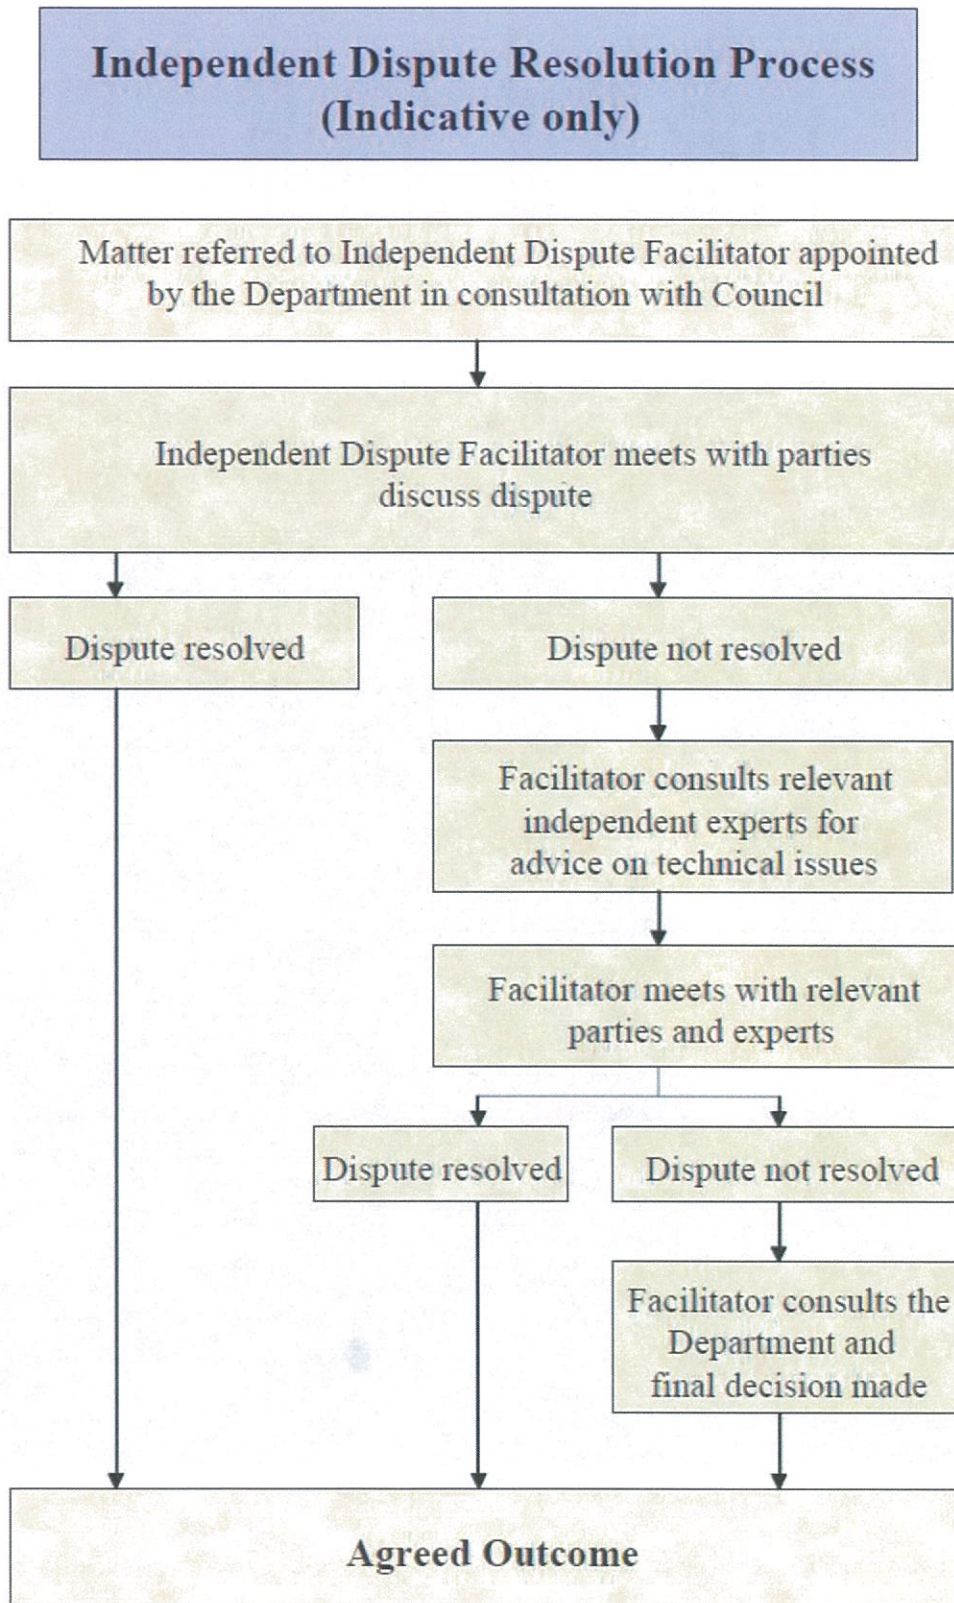 Independent Dispute Resolution Process
(Indicative only)
Matter referred to Independent Dispute Facilitator appointed
by the Department in consultation with Council
Independent Dispute Facilitator meets with parties
discuss dispute
Dispute resolved
Dispute not resolved
Facilitator consults relevant
independent experts for
advice on technical issues
Facilitator meets with relevant
parties and experts
Dispute resolved
Dispute not resolved
Facilitator consults the
Department and
final decision made
Agreed Outcome